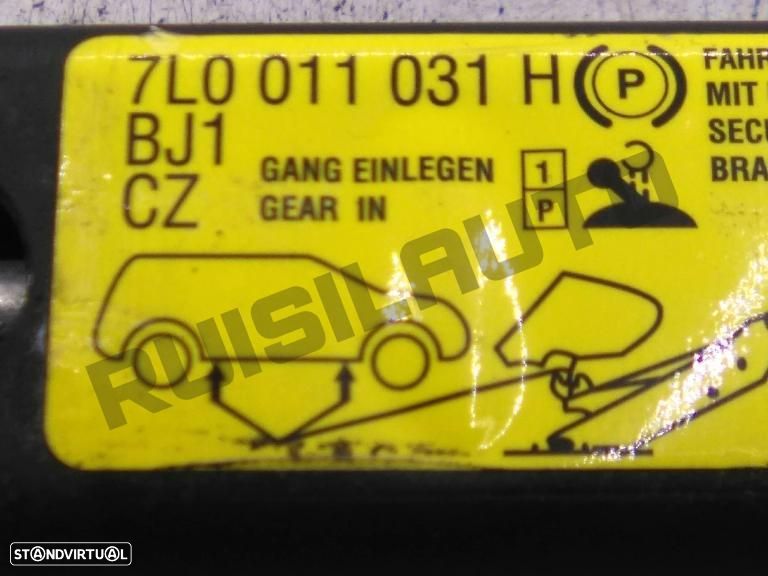 7L0 011 031 H
BJ1
CZ
GANG EINLEGEN
GEAR IN
1
P
P
FAHR
MIT
SECU
BRA
RUISILAUTO
STANDVIRTUAL